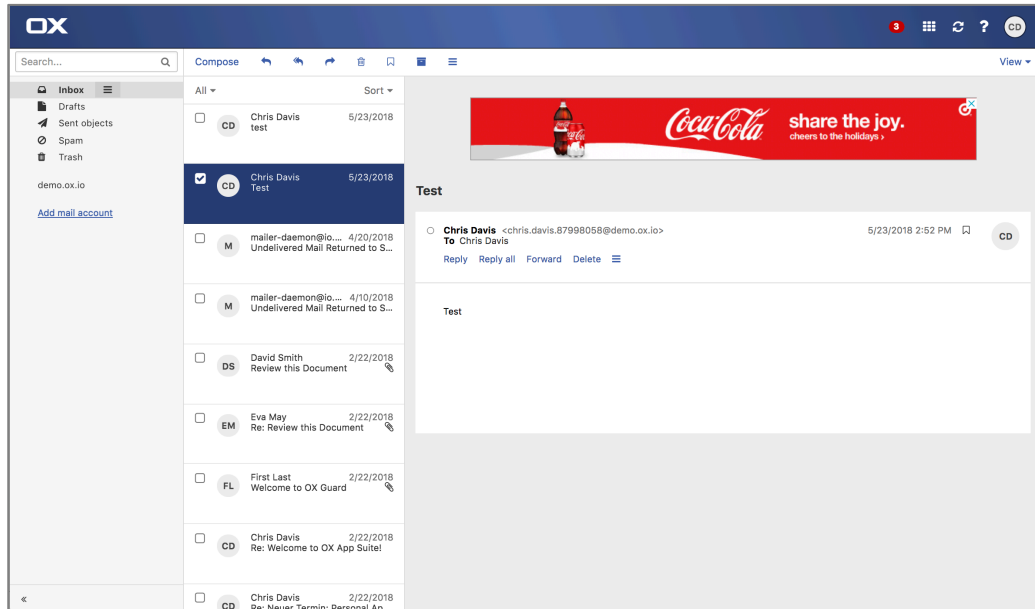 OX
3
?
CD
Search...
Compose
View
Inbox
Drafts
Sent objects
Spam
Trash
demo.ox.io
Add mail account
«
All
Sort
CD
Chris Davis 5/23/2018
test
CD
Chris Davis 5/23/2018
Test
M
mailer-daemon@io.... 4/20/2018
Undelivered Mail Returned to S...
M
mailer-daemon@io.... 4/10/2018
Undelivered Mail Returned to S...
DS
David Smith 2/22/2018
Review this Document
EM
Eva May 2/22/2018
Re: Review this Document
FL
First Last 2/22/2018
Welcome to OX Guard
CD
Chris Davis 2/22/2018
Re: Welcome to OX App Suite!
CD
Chris Davis 2/22/2018
Re: Neuer Termin: Personal Ap...
Coca-Cola
share the joy.
cheers to the holidays ›
Test
Chris Davis <chris.davis.87998058@demo.ox.io> 5/23/2018 2:52 PM
To Chris Davis
CD
Reply Reply all Forward Delete
Test